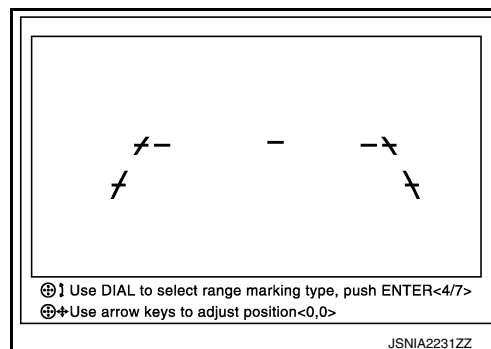 Use DIAL to select range marking type, push ENTER<4/7>
Use arrow keys to adjust position<0,0>
JSNIA2231ZZ